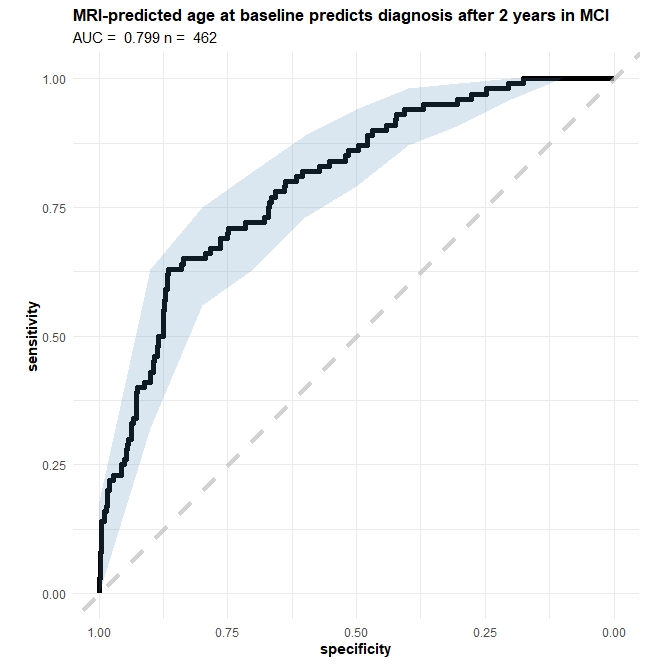 MRI-predicted age at baseline predicts diagnosis after 2 years in MCI
AUC = 0.799 n = 462
1.00
0.75
0.50
0.25
0.00
sensitivity
1.00 0.75 0.50 0.25 0.00
specificity